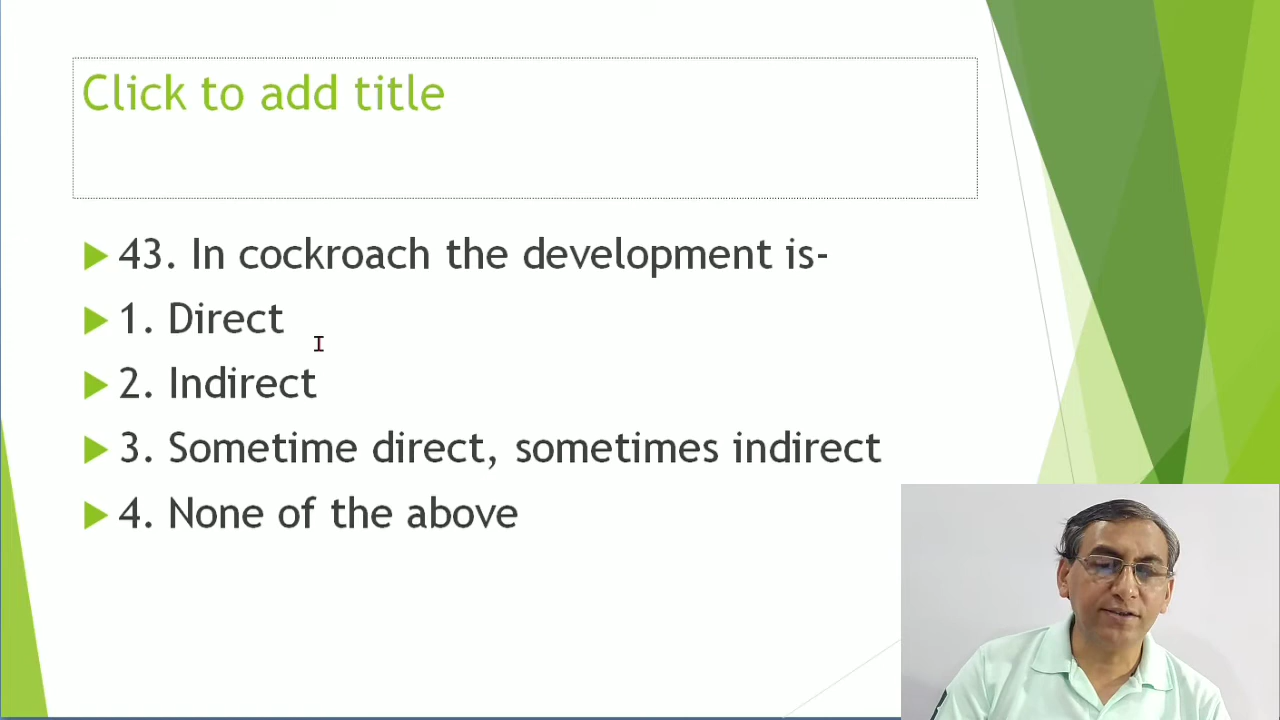 Click to add title
43. In cockroach the development is-
1. Direct
2. Indirect
3. Sometime direct, sometimes indirect
4. None of the above